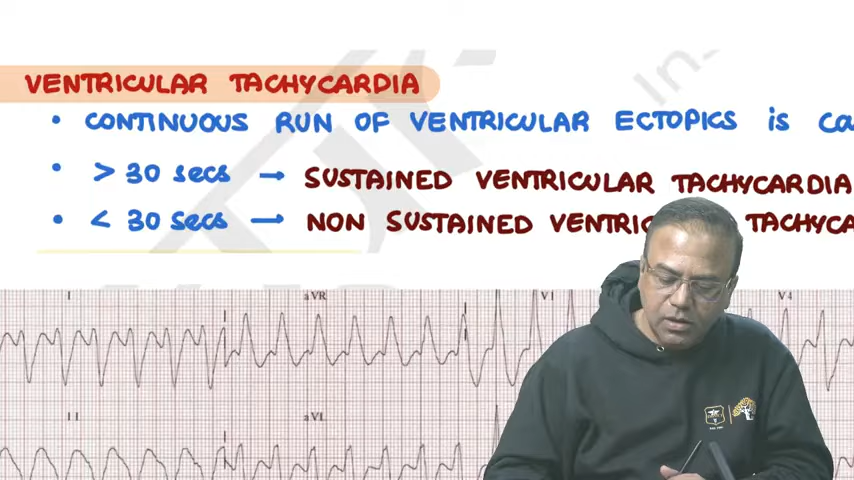 VENTRICULAR TACHYCARDIA
• CONTINUOUS RUN OF VENTRICULAR ECTOPICS is
• > 30 secs → SUSTAINED VENTRICULAR TACHYCARDIA
• < 30 secs → NON SUSTAINED
I aVR V1 V4
II aVL